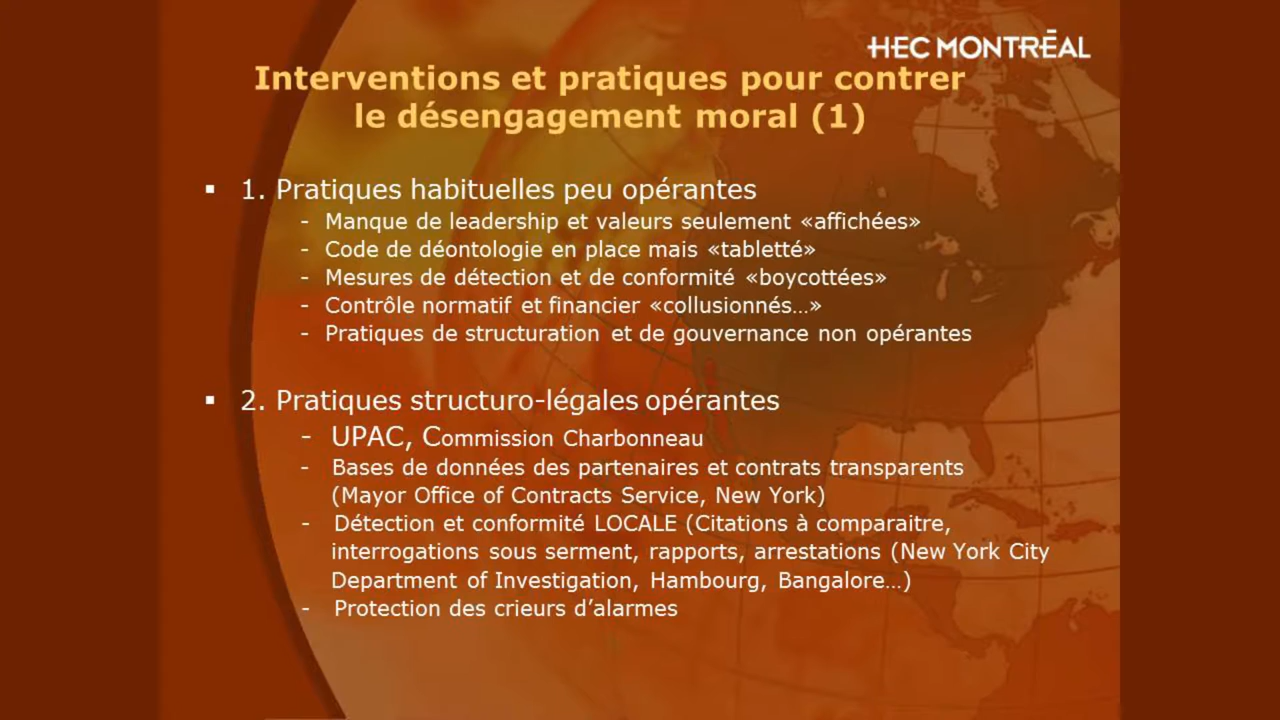 HEC MONTRĒAL
Interventions et pratiques pour contrer
le désengagement moral (1)
▪ 1. Pratiques habituelles peu opérantes
- Manque de leadership et valeurs seulement «affichées»
- Code de déontologie en place mais «tabletté»
- Mesures de détection et de conformité «boycottées»
- Contrôle normatif et financier «collusionnés…»
- Pratiques de structuration et de gouvernance non opérantes
▪ 2. Pratiques structuro-légales opérantes
- UPAC, Commission Charbonneau
- Bases de données des partenaires et contrats transparents
(Mayor Office of Contracts Service, New York)
- Détection et conformité LOCALE (Citations à comparaitre,
interrogations sous serment, rapports, arrestations (New York City
Department of Investigation, Hambourg, Bangalore…)
- Protection des crieurs d’alarmes